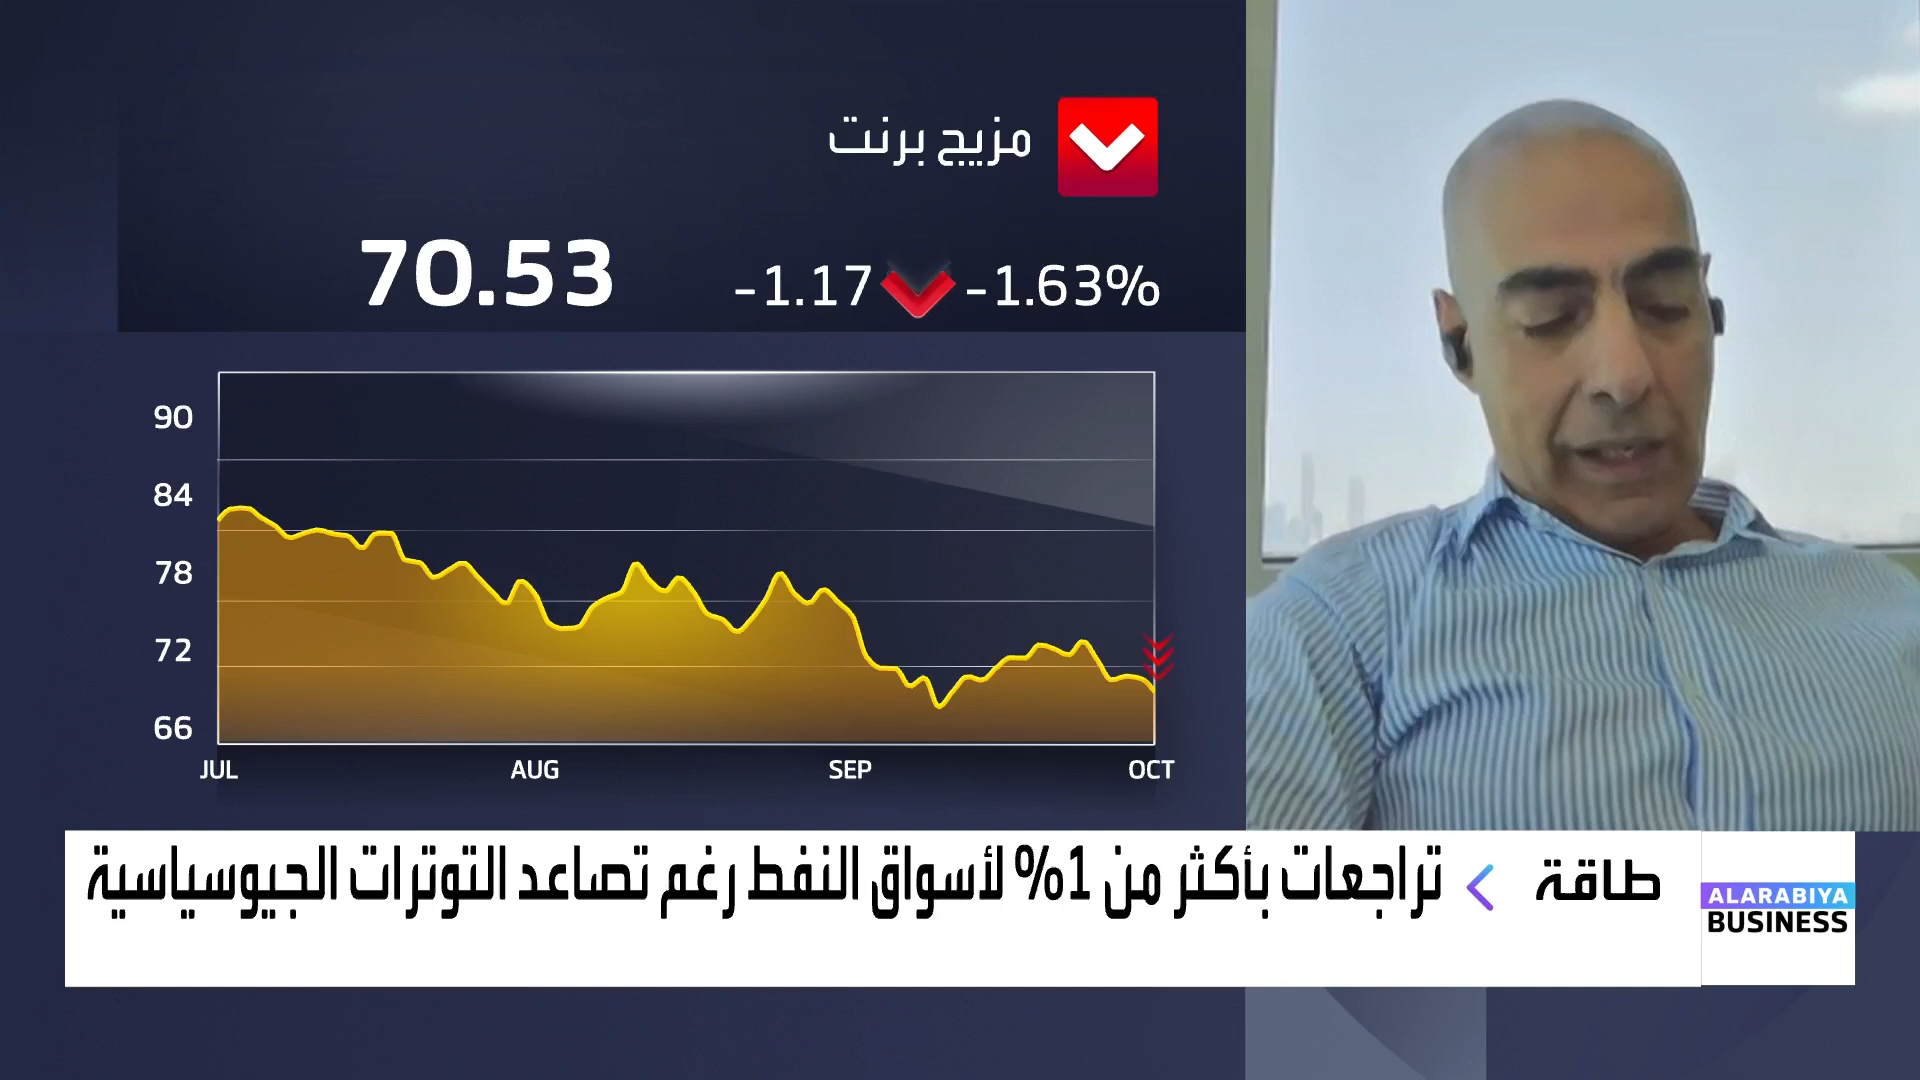 مزيج برنت
70.53 -1.17 -1.63%
90
84
78
72
66
JUL AUG SEP OCT
طاقة تراجعات بأكثر من 1% لأسواق النفط رغم تصاعد التوترات الجيوسياسية
ALARABIYA
BUSINESS